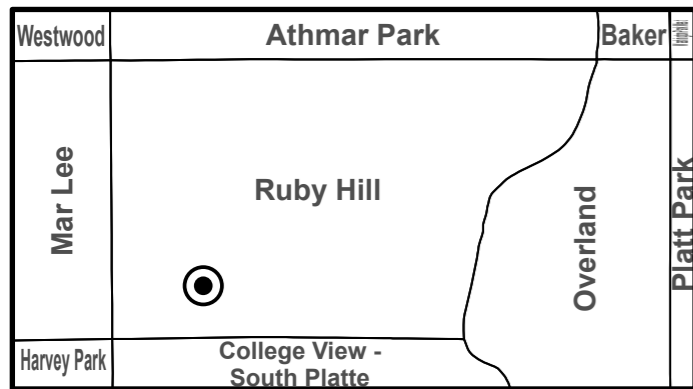 Westwood
Athmar Park
Baker
Mar Lee
Ruby Hill
Overland
Platt Park
Harvey Park
College View -
South Platte